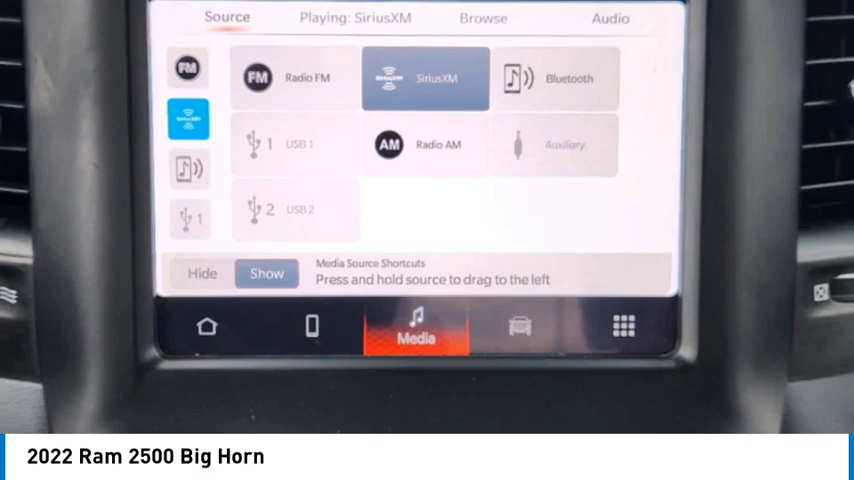 Source Playing: SiriusXM Browse Audio
FM FM Radio FM SiriusXM Bluetooth
1 USB 1 AM Radio AM Auxiliary
1 2 USB 2
Hide Show Media Source Shortcuts
Press and hold source to drag to the left
Media
2022 Ram 2500 Big Horn